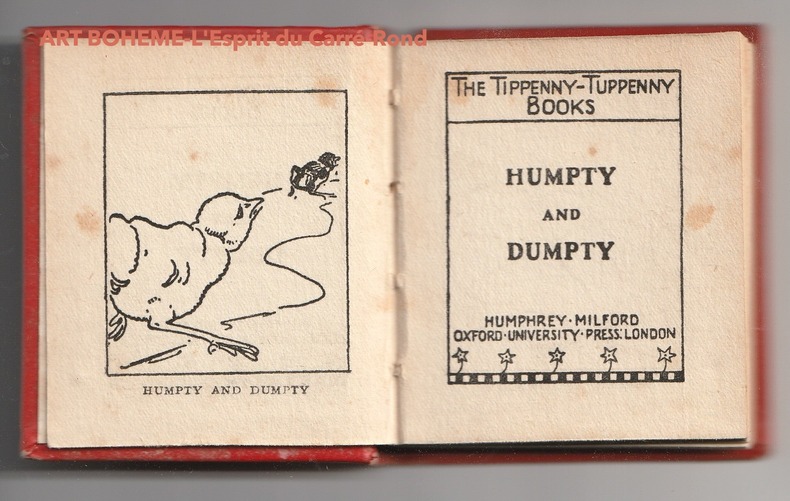 ART BOHEME-L'Esprit du Carré-Rond
HUMPTY AND DUMPTY
THE TIPPENNY-TUPPENNY
BOOKS
HUMPTY
AND
DUMPTY
HUMPHREY·MILFORD
OXFORD·UNIVERSITY·PRESS:LONDON